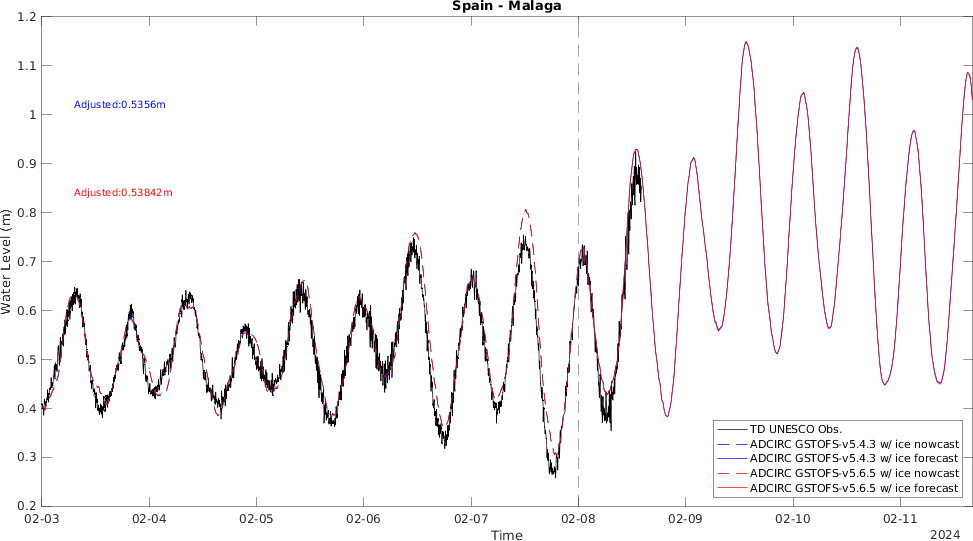 Spain - Malaga
1.2
1.1
1
0.9
0.8
0.7
0.6
0.5
0.4
0.3
0.2
Water Level (m)
Adjusted:0.5356m
Adjusted:0.53842m
TD UNESCO Obs.
ADCIRC GSTOFS-v5.4.3 w/ ice nowcast
ADCIRC GSTOFS-v5.4.3 w/ ice forecast
ADCIRC GSTOFS-v5.6.5 w/ ice nowcast
ADCIRC GSTOFS-v5.6.5 w/ ice forecast
02-03 02-04 02-05 02-06 02-07 02-08 02-09 02-10 02-11
Time
2024